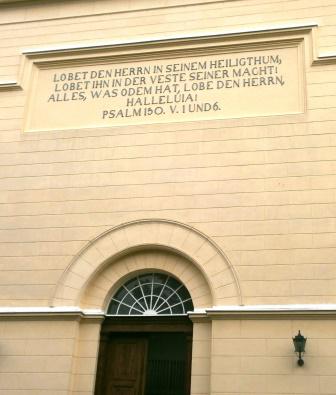 LOBET DEN HERRN IN SEINEM HEILIGTHUM,
LOBET IHN IN DER VESTE SEINER MACHT!
ALLES, WAS ODEM HAT, LOBE DEN HERRN,
HALLELÚIA!
PSALM 150. V. 1 UND 6.